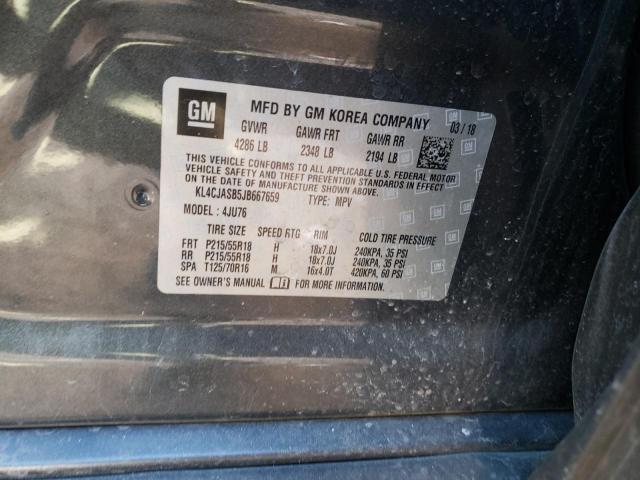 GM
MFD BY GM KOREA COMPANY 03/18
GVWR GAWR FRT GAWR RR
4286 LB 2348 LB 2194 LB
THIS VEHICLE CONFORMS TO ALL APPLICABLE U.S. FEDERAL MOTOR
VEHICLE SAFETY AND BUMPER STANDARDS IN EFFECT ON
THE DATE OF MANUFACTURE SHOWN ABOVE.
KL4CJASB5JB667659 TYPE: MPV
MODEL: 4JU76
TIRE SIZE SPEED RTG RIM COLD TIRE PRESSURE
FRT P215/55R18 H 18x7.0J 240KPA, 35 PSI
RR P215/55R18 H 18x7.0J 240KPA, 35 PSI
SPA T125/70R16 M 16x4.0T 420KPA, 60 PSI
SEE OWNER'S MANUAL FOR MORE INFORMATION.